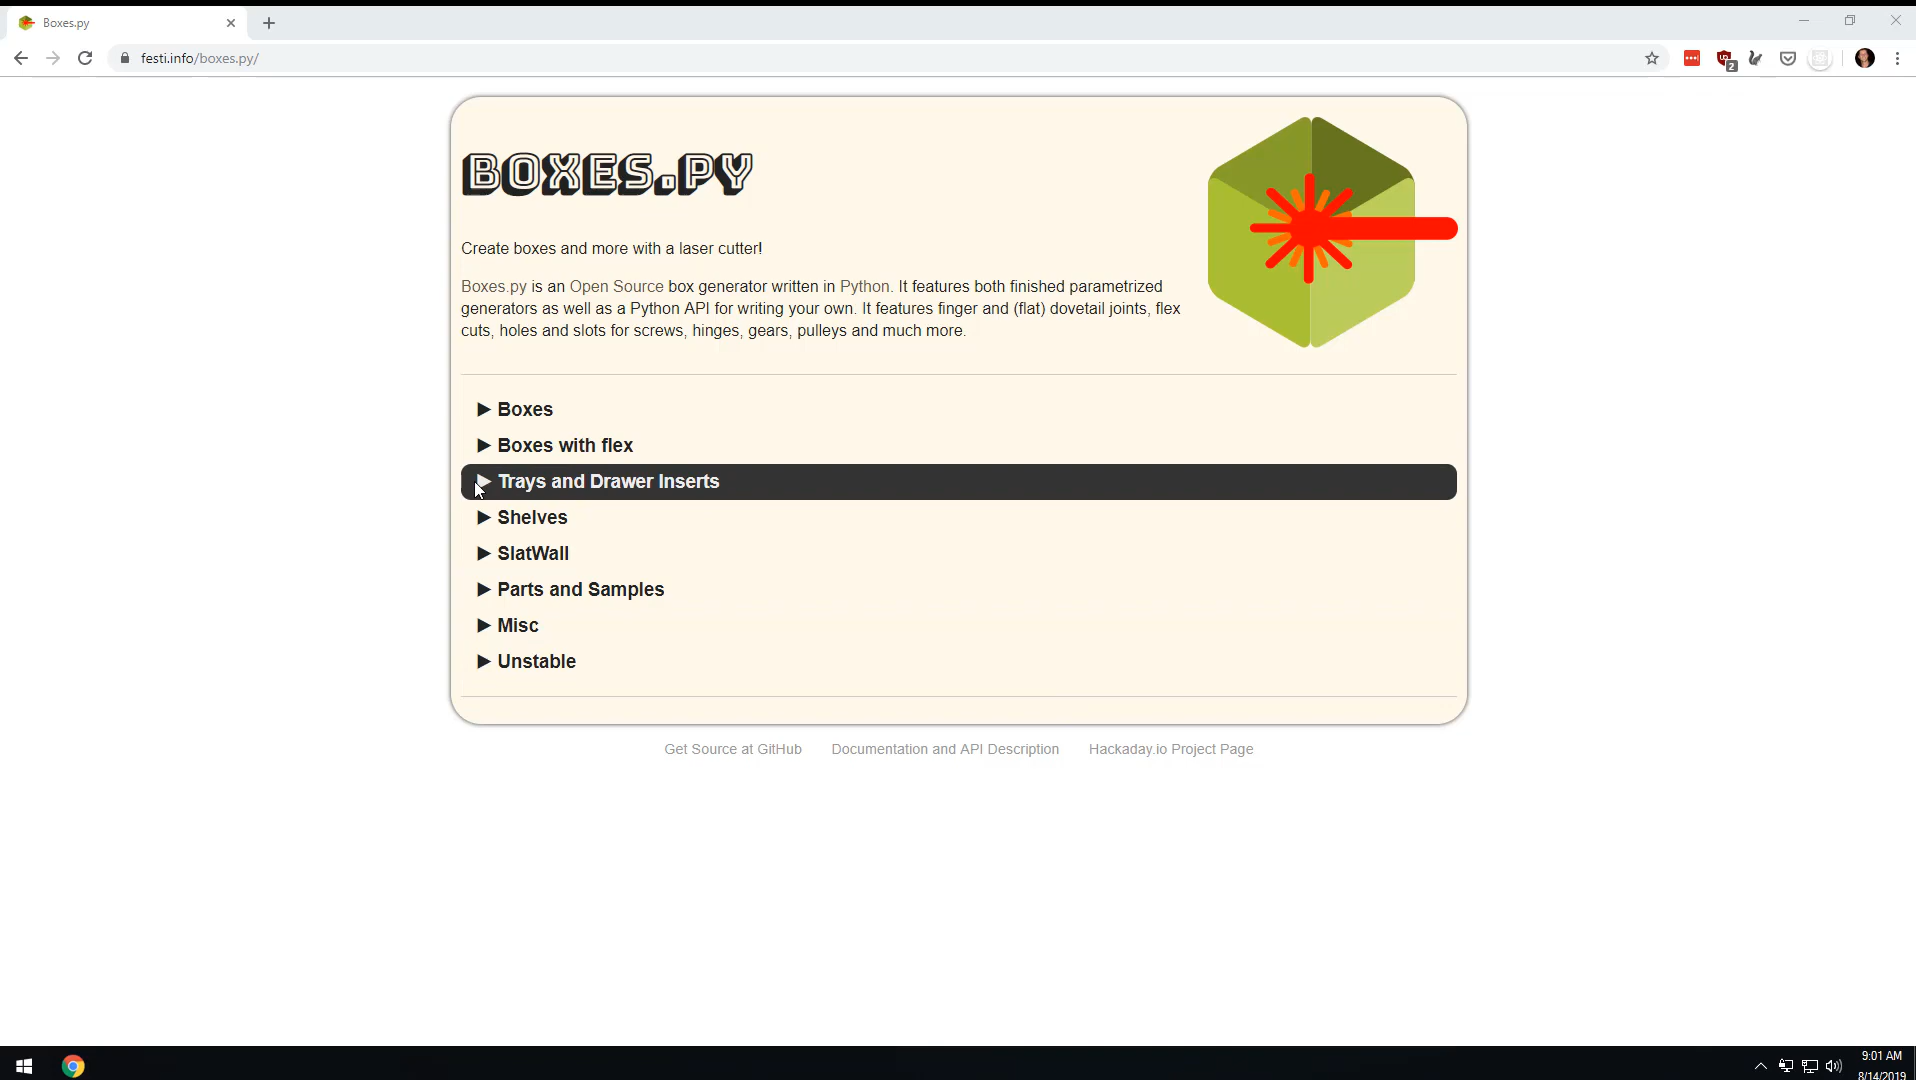 Boxes.py
festi.info/boxes.py/
2
BOXES.PY
Create boxes and more with a laser cutter!
Boxes.py is an Open Source box generator written in Python. It features both finished parametrized
generators as well as a Python API for writing your own. It features finger and (flat) dovetail joints, flex
cuts, holes and slots for screws, hinges, gears, pulleys and much more.
Boxes
Boxes with flex
Trays and Drawer Inserts
Shelves
SlatWall
Parts and Samples
Misc
Unstable
Get Source at GitHub
Documentation and API Description
Hackaday.io Project Page
9:01 AM
8/14/2019